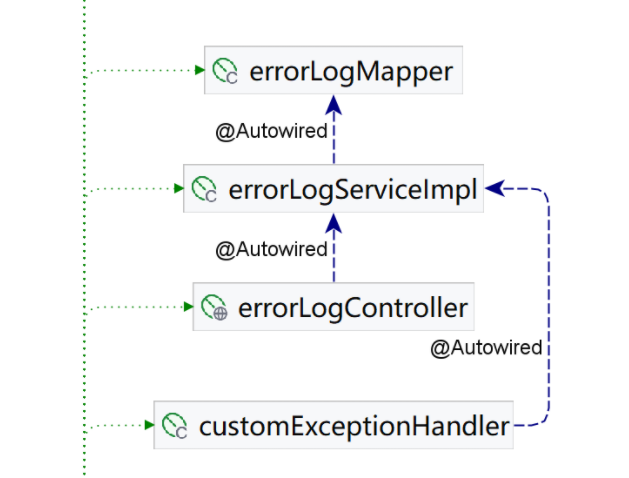 errorLogMapper
@Autowired
errorLogServiceImpl
@Autowired
errorLogController
@Autowired
customExceptionHandler